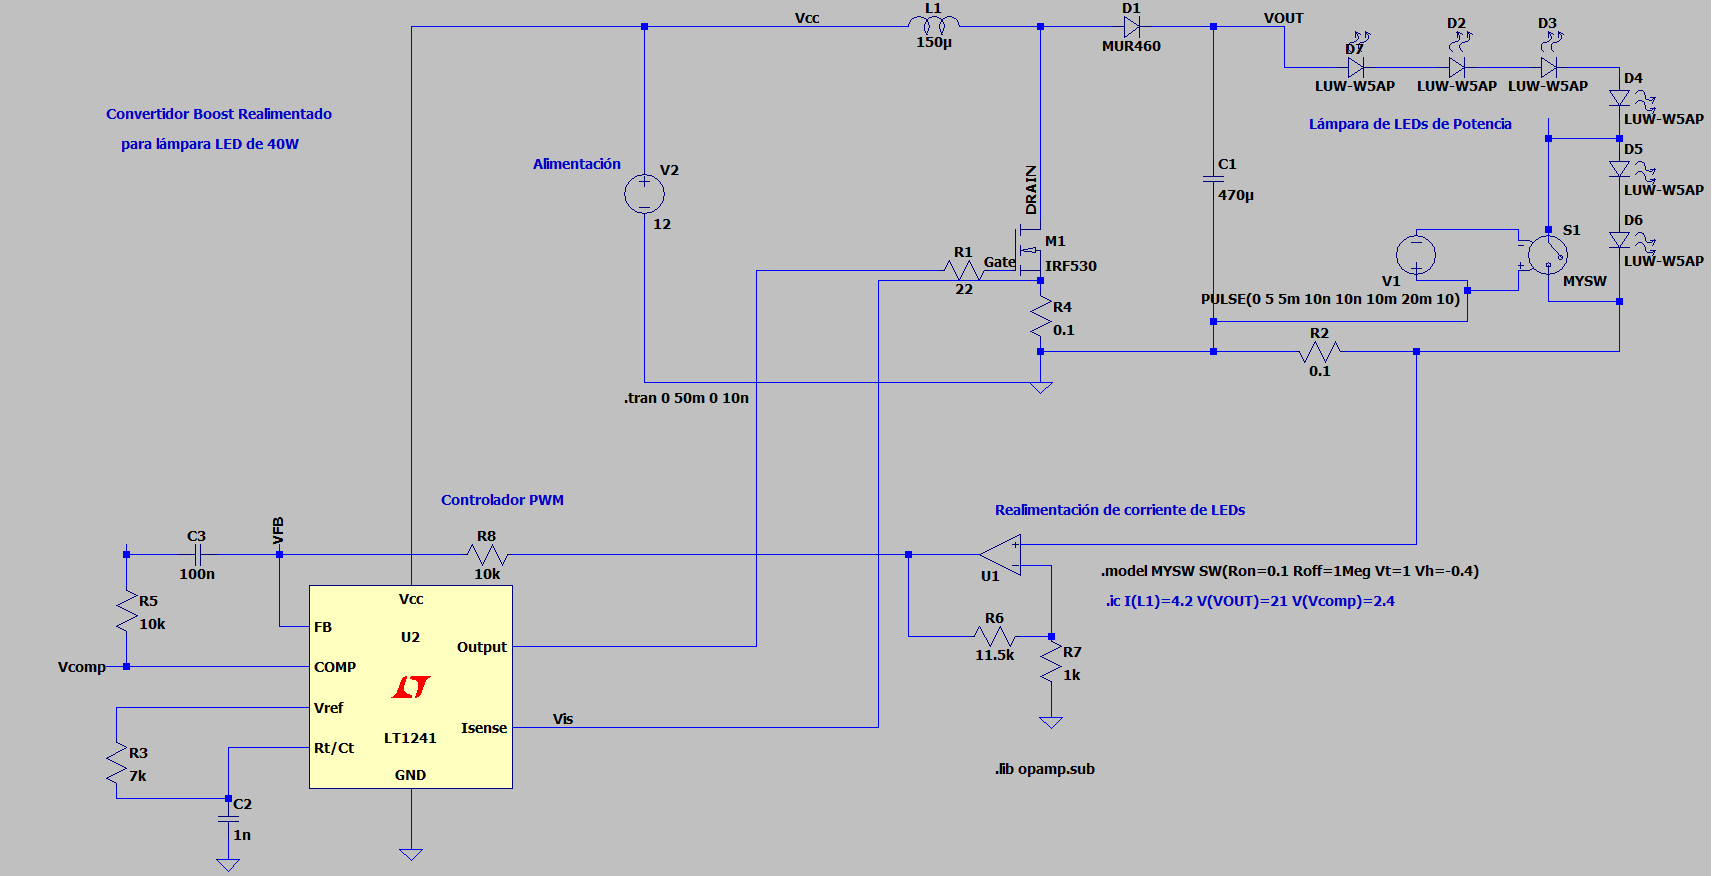 Vcc
L1
150µ
D1
MUR460
VOUT
D7
LUW-W5AP
D2
LUW-W5AP
D3
LUW-W5AP
D4
LUW-W5AP
Convertidor Boost Realimentado
para lámpara LED de 40W
Alimentación
V2
12
DRAIN
C1
470µ
Lámpara de LEDs de Potencia
D5
LUW-W5AP
D6
LUW-W5AP
R1
22
Gate
M1
IRF530
S1
MYSW
V1
PULSE(0 5 5m 10n 10n 10m 20m 10)
R4
0.1
R2
0.1
.tran 0 50m 0 10n
Controlador PWM
Realimentación de corriente de LEDs
C3
100n
VFB
R8
10k
U1
.model MYSW SW(Ron=0.1 Roff=1Meg Vt=1 Vh=-0.4)
.ic I(L1)=4.2 V(VOUT)=21 V(Vcomp)=2.4
R5
10k
Vcc
FB
U2
Output
R6
11.5k
R7
1k
Vcomp
COMP
Vref
Isense
Vis
LT1241
Rt/Ct
GND
R3
7k
C2
1n
.lib opamp.sub